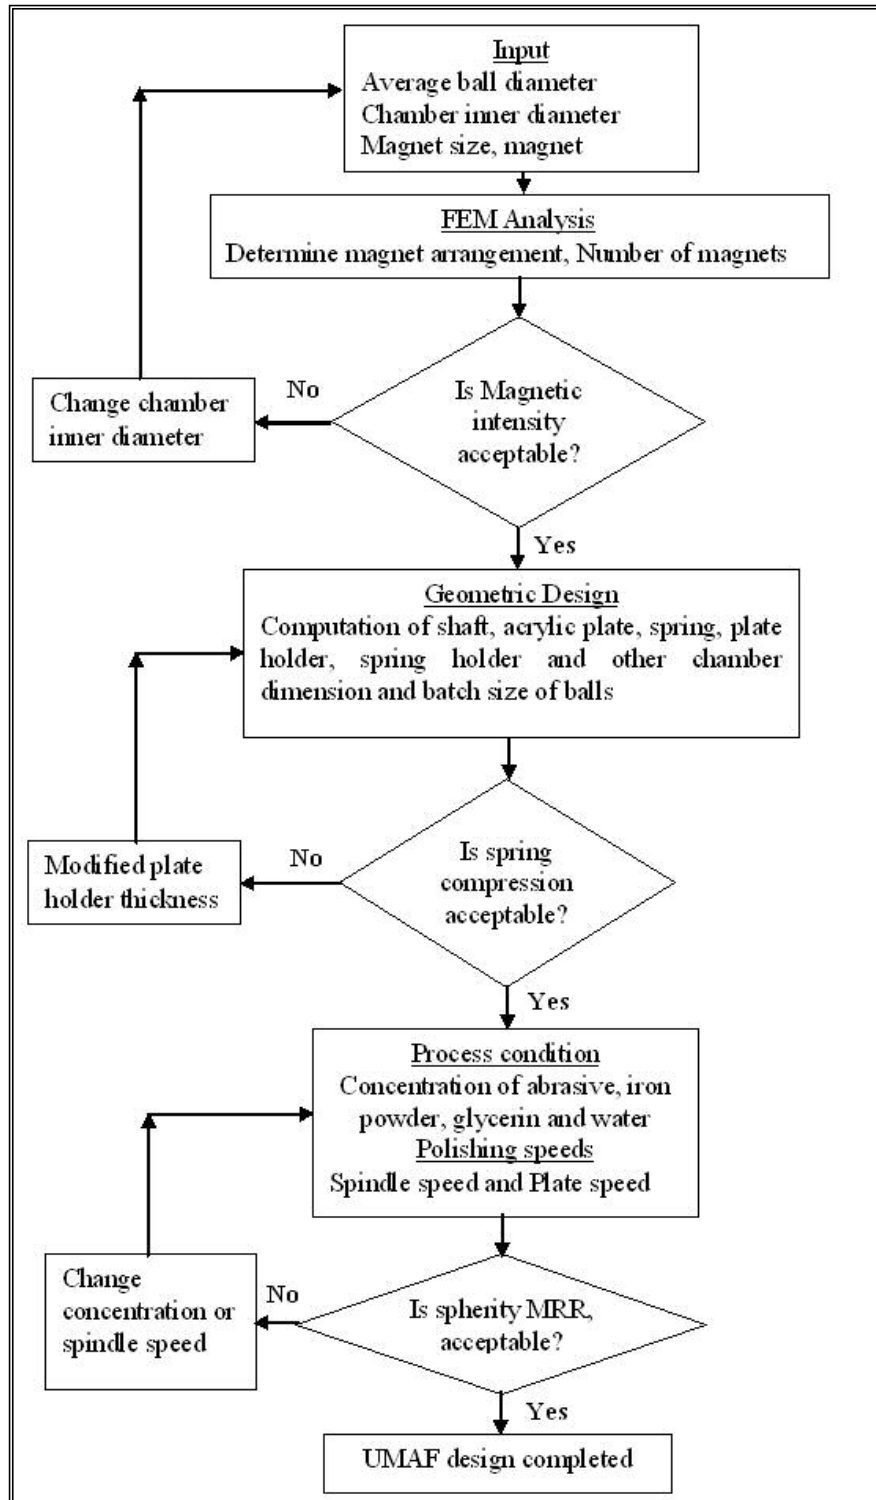 Input
Average ball diameter
Chamber inner diameter
Magnet size, magnet
FEM Analysis
Determine magnet arrangement, Number of magnets
No
Change chamber
inner diameter
Is Magnetic
intensity
acceptable?
Yes
Geometric Design
Computation of shaft, acrylic plate, spring, plate
holder, spring holder and other chamber
dimension and batch size of balls
No
Modified plate
holder thickness
Is spring
compression
acceptable?
Yes
Process condition
Concentration of abrasive, iron
powder, glycerin and water
Polishing speeds
Spindle speed and Plate speed
Change
concentration or
spindle speed
No
Is spherity MRR,
acceptable?
Yes
UMAF design completed